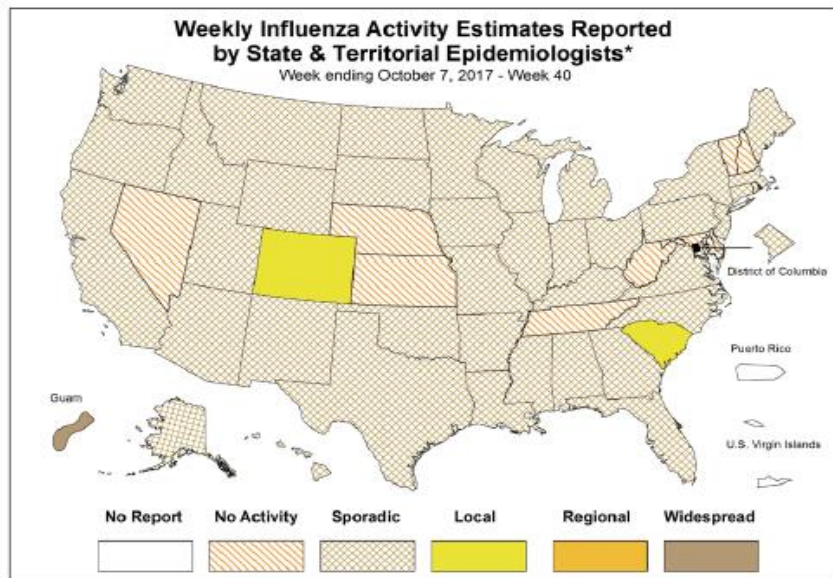 Weekly Influenza Activity Estimates Reported
by State & Territorial Epidemiologists*
Week ending October 7, 2017 - Week 40
District of Columbia
Puerto Rico
Guam
U.S. Virgin Islands
No Report No Activity Sporadic Local Regional Widespread